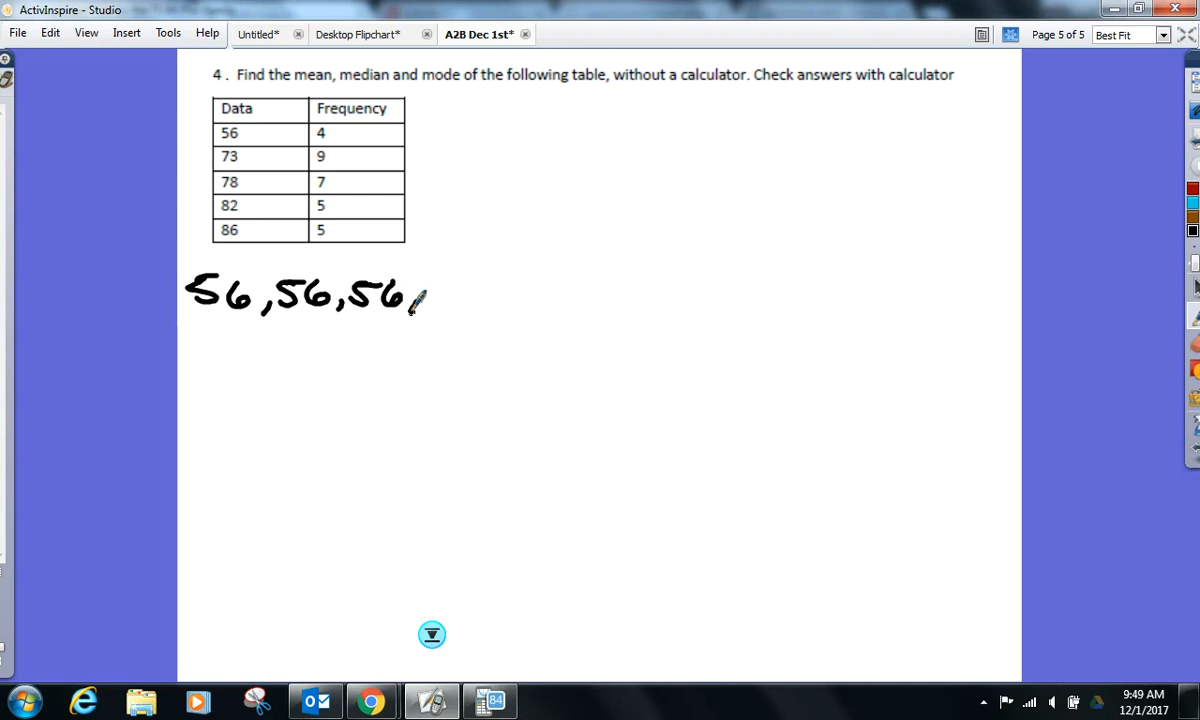 ActivInspire - Studio
File Edit View Insert Tools Help Untitled* Desktop Flipchart* A2B Dec 1st* Page 5 of 5 Best Fit
4 . Find the mean, median and mode of the following table, without a calculator. Check answers with calculator
Data Frequency
56 4
73 9
78 7
82 5
86 5
56 , 56 , 56 ,
84
9:49 AM
12/1/2017